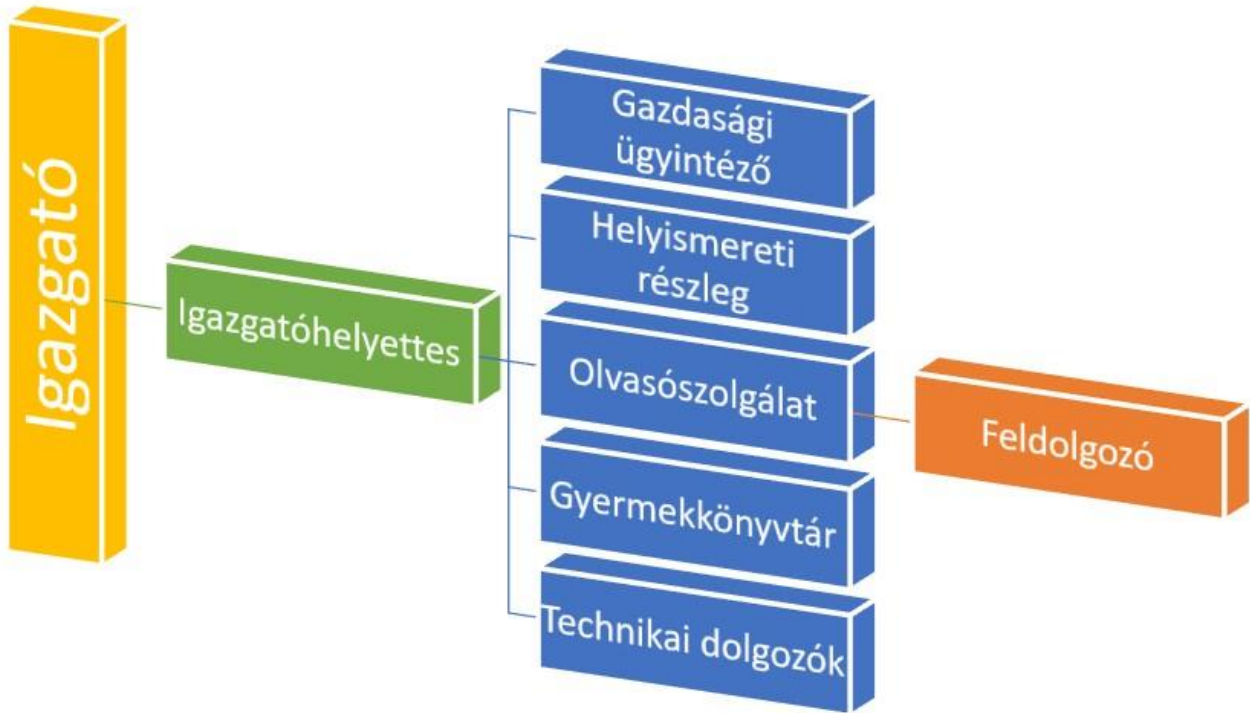 Igazgató
Igazgatóhelyettes
Gazdasági
ügyintéző
Helyismereti
részleg
Olvasószolgálat
Gyermekkönyvtár
Technikai dolgozók
Feldolgozó